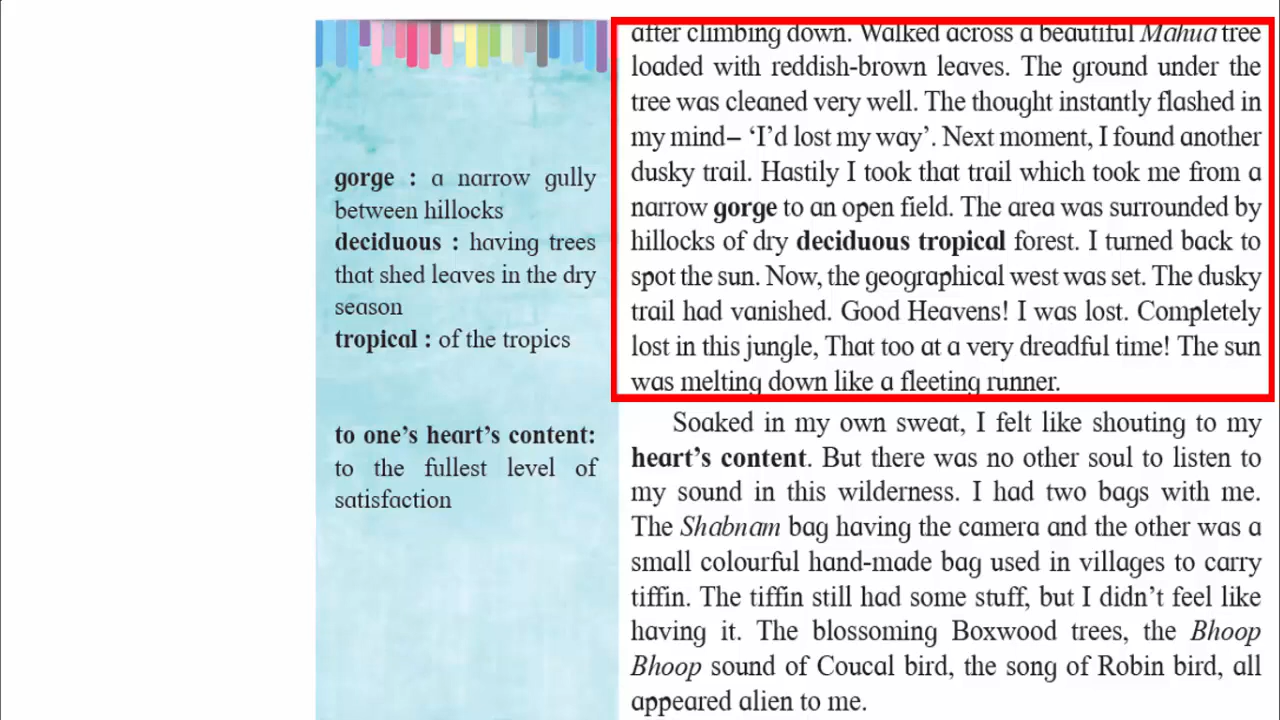 gorge : a narrow gully
between hillocks
deciduous : having trees
that shed leaves in the dry
season
tropical : of the tropics
to one's heart's content:
to the fullest level of
satisfaction
after climbing down. Walked across a beautiful Mahua tree
loaded with reddish-brown leaves. The ground under the
tree was cleaned very well. The thought instantly flashed in
my mind– ‘I’d lost my way’. Next moment, I found another
dusky trail. Hastily I took that trail which took me from a
narrow gorge to an open field. The area was surrounded by
hillocks of dry deciduous tropical forest. I turned back to
spot the sun. Now, the geographical west was set. The dusky
trail had vanished. Good Heavens! I was lost. Completely
lost in this jungle, That too at a very dreadful time! The sun
was melting down like a fleeting runner.
Soaked in my own sweat, I felt like shouting to my
heart’s content. But there was no other soul to listen to
my sound in this wilderness. I had two bags with me.
The Shabnam bag having the camera and the other was a
small colourful hand-made bag used in villages to carry
tiffin. The tiffin still had some stuff, but I didn’t feel like
having it. The blossoming Boxwood trees, the Bhoop
Bhoop sound of Coucal bird, the song of Robin bird, all
appeared alien to me.